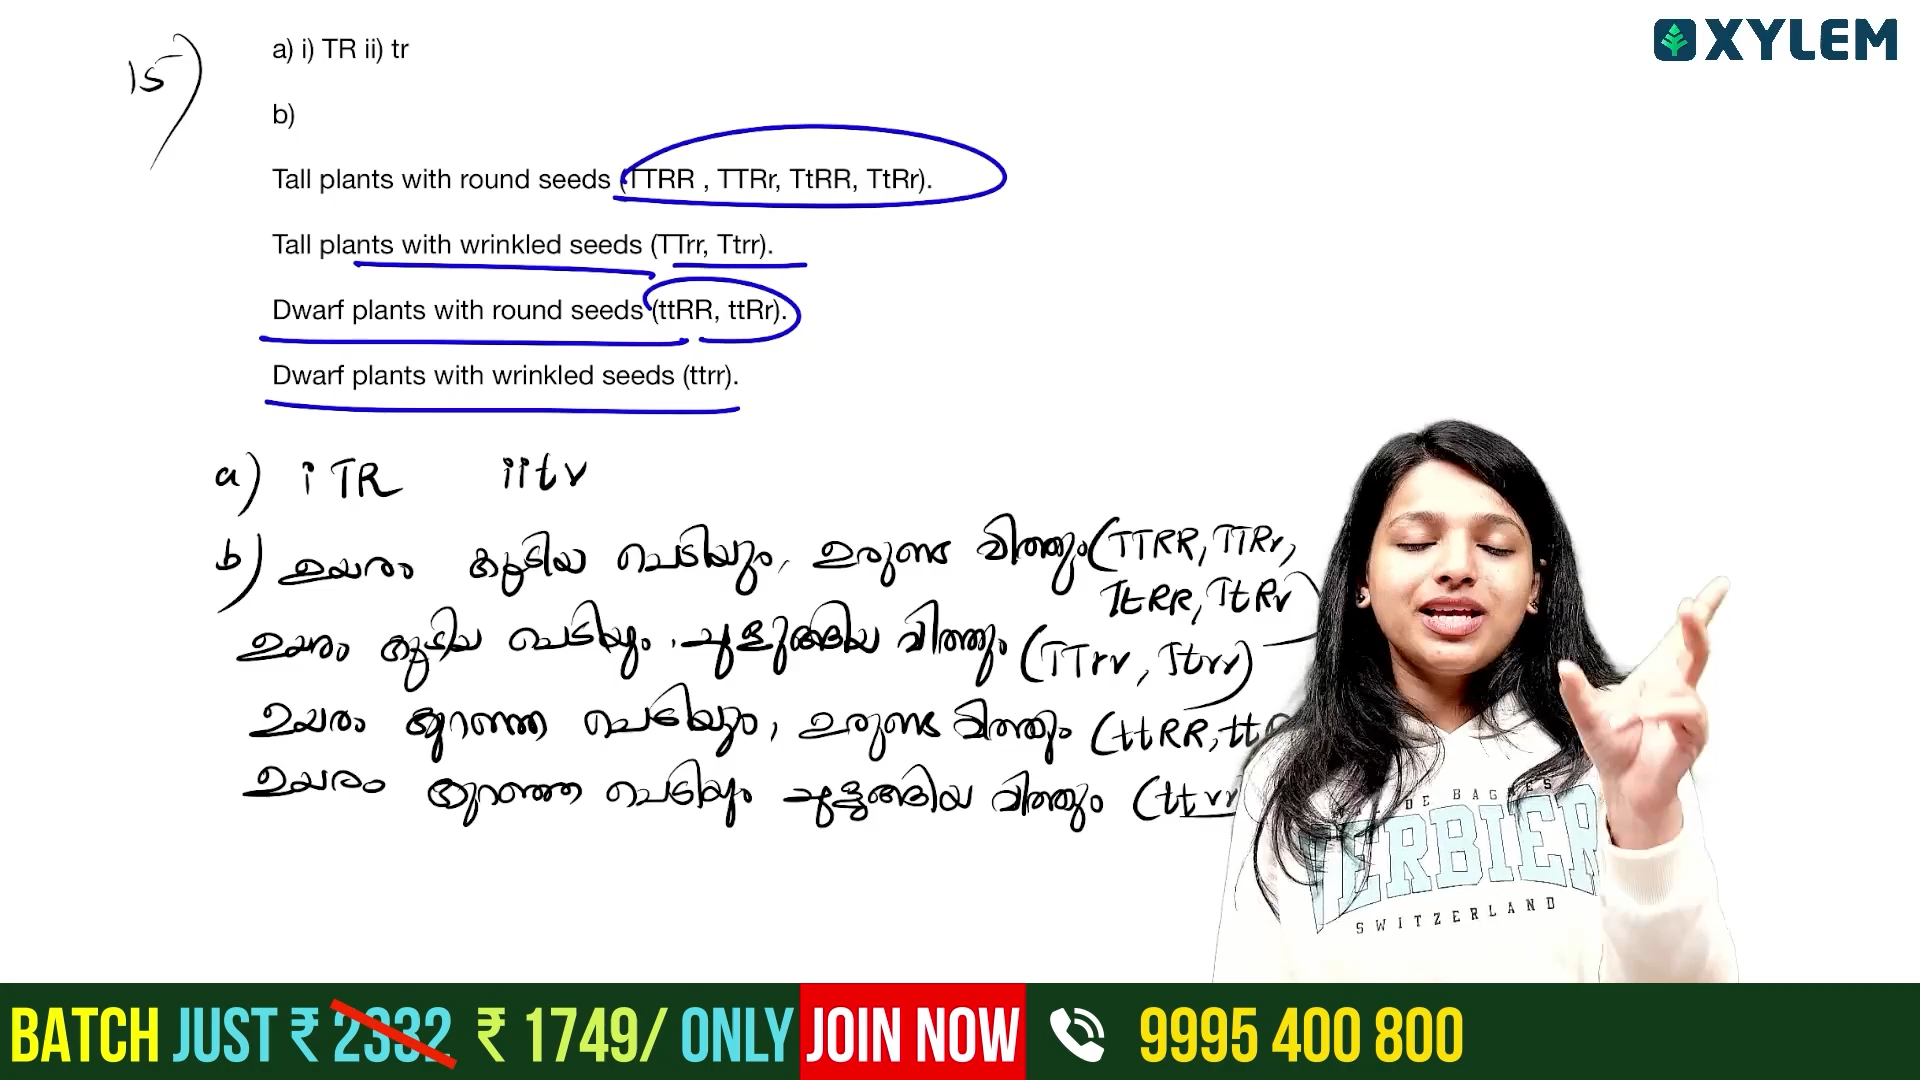 XYLEM
15)
a) i) TR ii) tr
b)
Tall plants with round seeds (TTRR , TTRr, TtRR, TtRr).
Tall plants with wrinkled seeds (TTrr, Ttrr).
Dwarf plants with round seeds (ttRR, ttRr).
Dwarf plants with wrinkled seeds (ttrr).
a) i TR ii tr
b) ഉയരം കൂടിയ ചെടിയും, ഉരുണ്ട വിത്തും (TTRR, TTRr,
TtRR, TtRr)
ഉയരം കൂടിയ ചെടിയും, ചുളുങ്ങിയ വിത്തും (TTrr, Ttrr)
ഉയരം കുറഞ്ഞ ചെടിയും, ഉരുണ്ട വിത്തും (ttRR, tt
ഉയരം കുറഞ്ഞ ചെടിയും ചുളുങ്ങിയ വിത്തും (ttrr
DE BAGNES
VERBIER
SWITZERLAND
BATCH JUST ₹ 2332 ₹ 1749/ ONLY JOIN NOW 9995 400 800